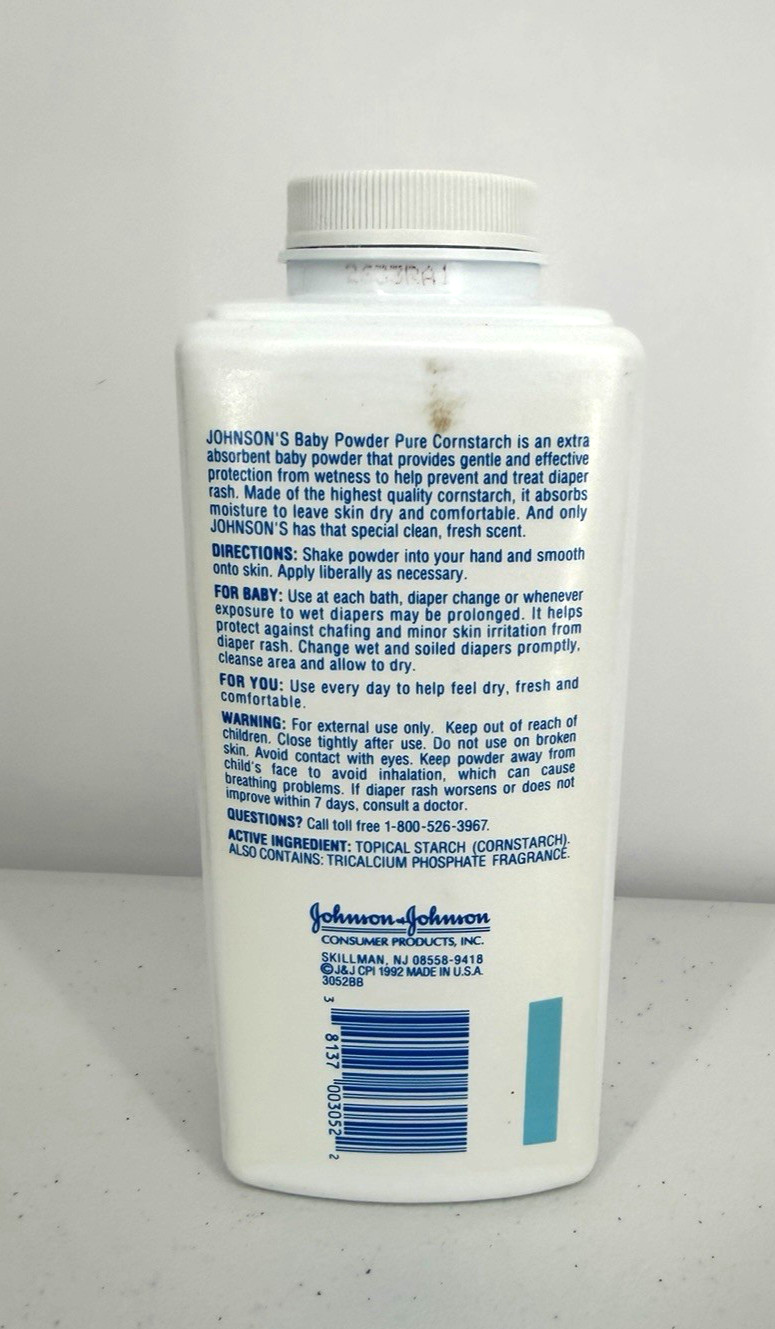 2633RA1
JOHNSON'S Baby Powder Pure Cornstarch is an extra
absorbent baby powder that provides gentle and effective
protection from wetness to help prevent and treat diaper
rash. Made of the highest quality cornstarch, it absorbs
moisture to leave skin dry and comfortable. And only
JOHNSON'S has that special clean, fresh scent.
DIRECTIONS: Shake powder into your hand and smooth
onto skin. Apply liberally as necessary.
FOR BABY: Use at each bath, diaper change or whenever
exposure to wet diapers may be prolonged. It helps
protect against chafing and minor skin irritation from
diaper rash. Change wet and soiled diapers promptly,
cleanse area and allow to dry.
FOR YOU: Use every day to help feel dry, fresh and
comfortable.
WARNING: For external use only. Keep out of reach of
children. Close tightly after use. Do not use on broken
skin. Avoid contact with eyes. Keep powder away from
child's face to avoid inhalation, which can cause
breathing problems. If diaper rash worsens or does not
improve within 7 days, consult a doctor.
QUESTIONS? Call toll free 1-800-526-3967.
ACTIVE INGREDIENT: TOPICAL STARCH (CORNSTARCH).
ALSO CONTAINS: TRICALCIUM PHOSPHATE FRAGRANCE.
Johnson & Johnson
CONSUMER PRODUCTS, INC.
SKILLMAN, NJ 08558-9418
©J&J CPI 1992 MADE IN U.S.A.
3052BB
3 8137 003052 2